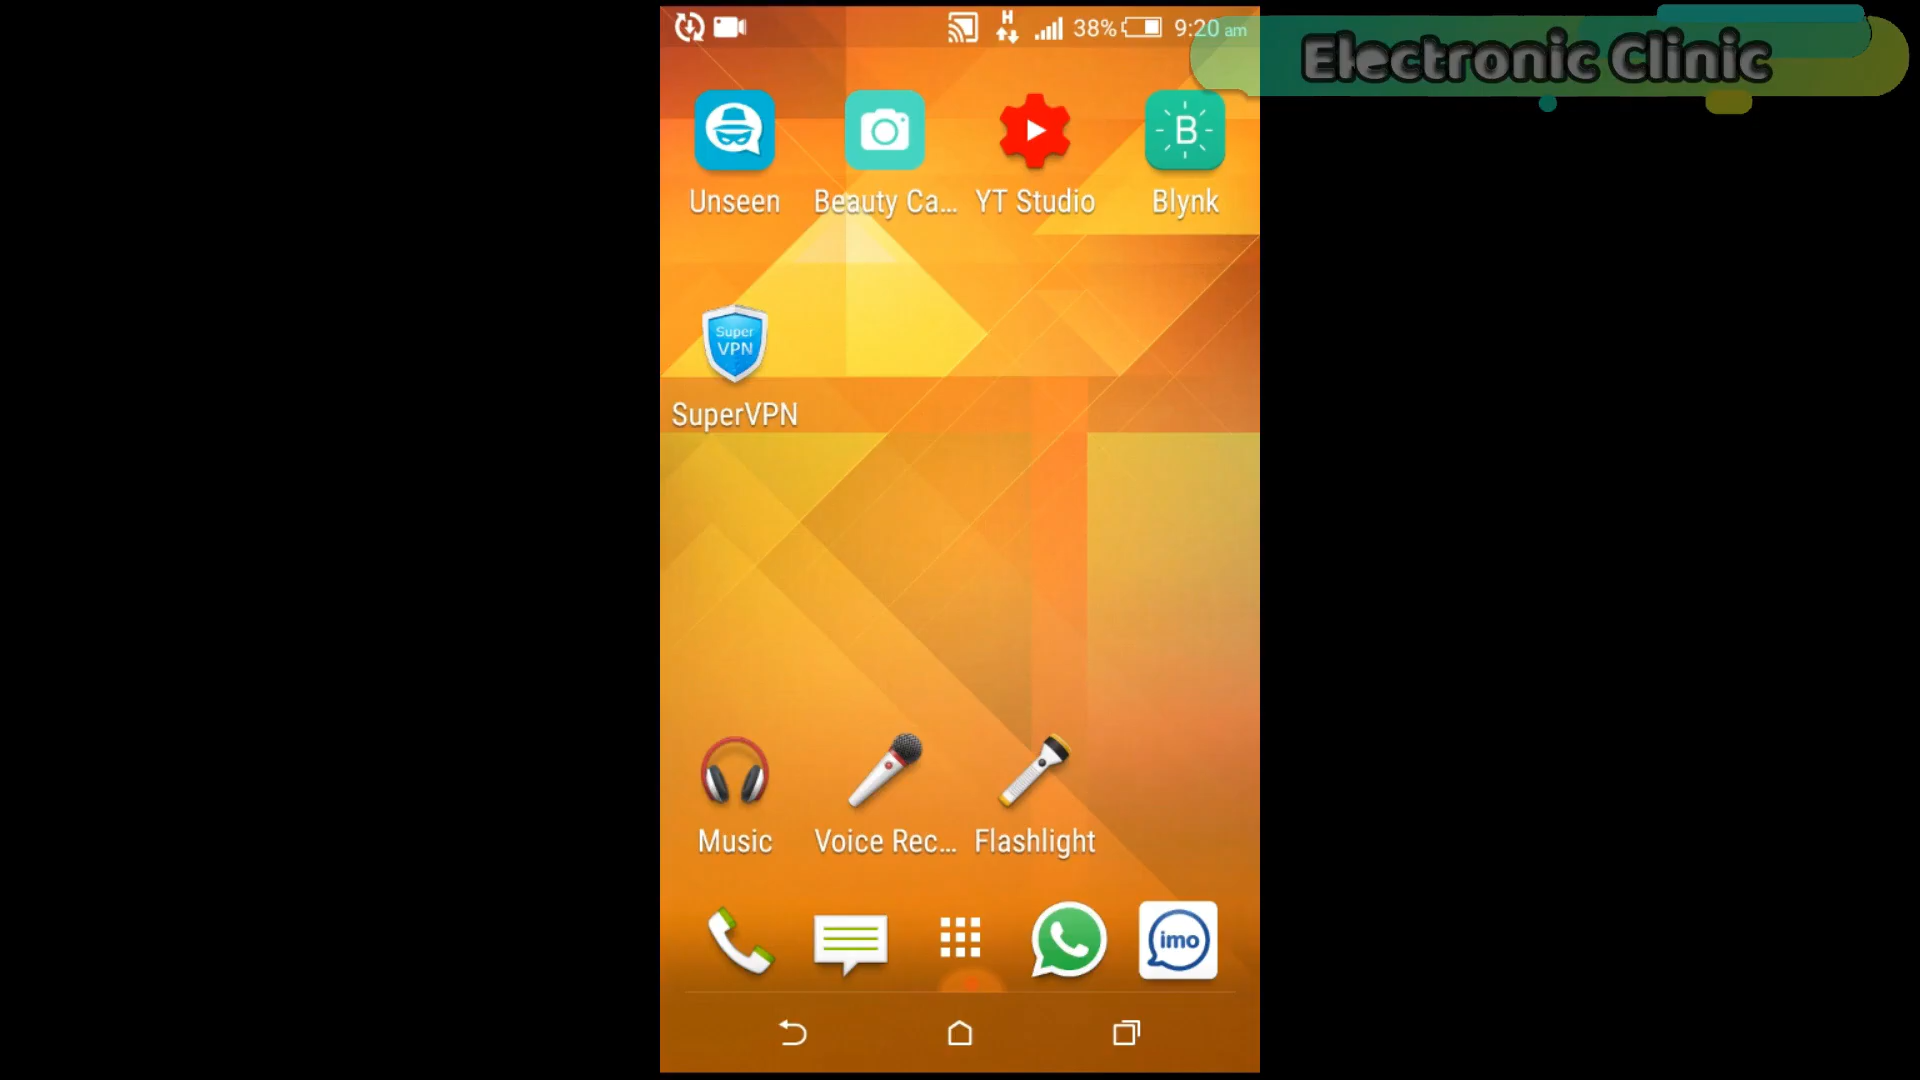 H 38% 9:20 am
Electronic Clinic
B
Unseen Beauty Ca... YT Studio Blynk
Super
VPN
SuperVPN
Music Voice Rec... Flashlight
imo